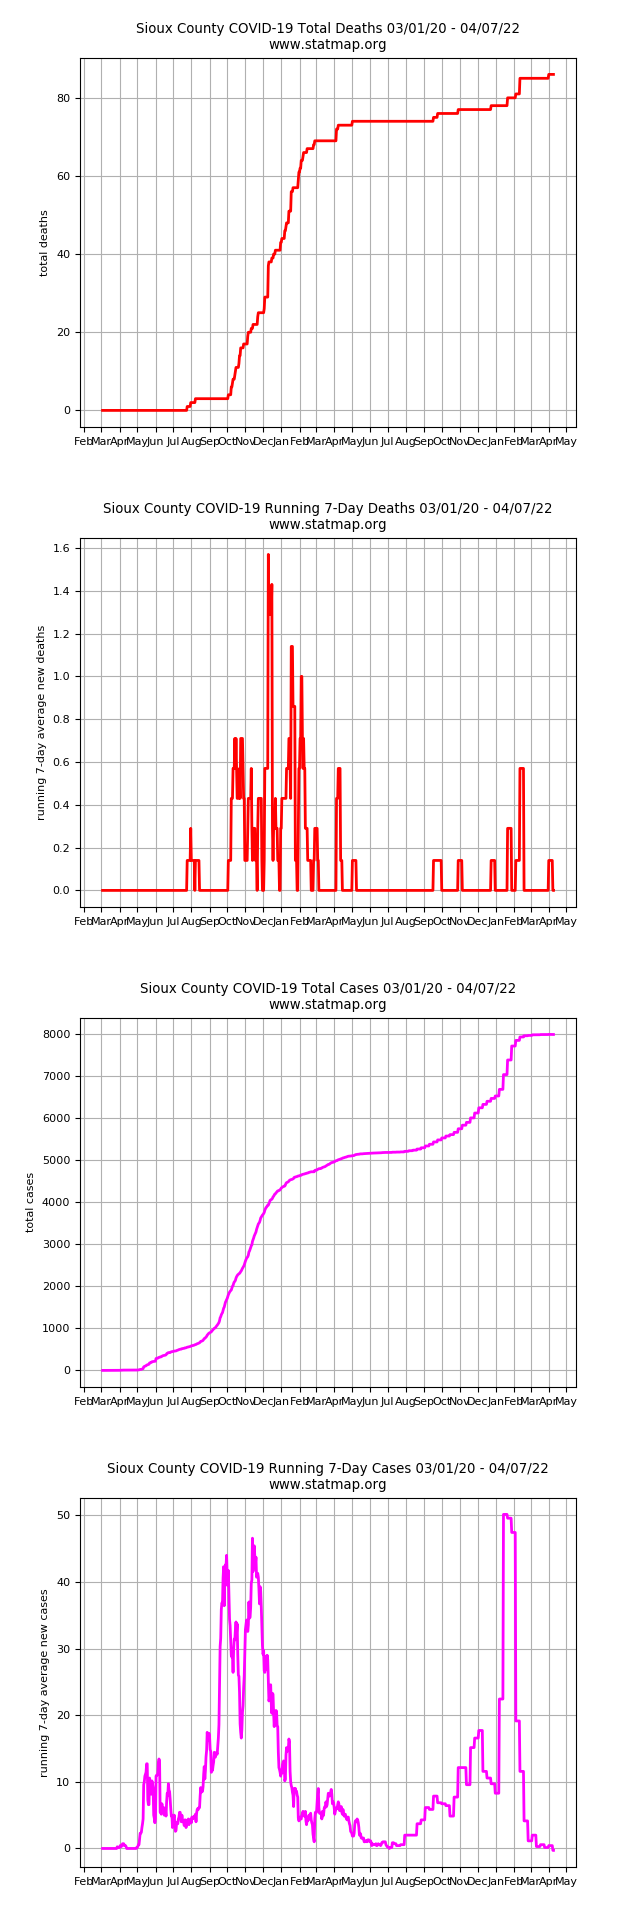 Sioux County COVID-19 Total Deaths 03/01/20 - 04/07/22
www.statmap.org
80
60
40
20
0
total deaths
Feb Mar Apr May Jun Jul Aug Sep Oct Nov Dec Jan Feb Mar Apr May Jun Jul Aug Sep Oct Nov Dec Jan Feb Mar Apr May
Sioux County COVID-19 Running 7-Day Deaths 03/01/20 - 04/07/22
www.statmap.org
1.6
1.4
1.2
1.0
0.8
0.6
0.4
0.2
0.0
running 7-day average new deaths
Feb Mar Apr May Jun Jul Aug Sep Oct Nov Dec Jan Feb Mar Apr May Jun Jul Aug Sep Oct Nov Dec Jan Feb Mar Apr May
Sioux County COVID-19 Total Cases 03/01/20 - 04/07/22
www.statmap.org
8000
7000
6000
5000
4000
3000
2000
1000
0
total cases
Feb Mar Apr May Jun Jul Aug Sep Oct Nov Dec Jan Feb Mar Apr May Jun Jul Aug Sep Oct Nov Dec Jan Feb Mar Apr May
Sioux County COVID-19 Running 7-Day Cases 03/01/20 - 04/07/22
www.statmap.org
50
40
30
20
10
0
running 7-day average new cases
Feb Mar Apr May Jun Jul Aug Sep Oct Nov Dec Jan Feb Mar Apr May Jun Jul Aug Sep Oct Nov Dec Jan Feb Mar Apr May